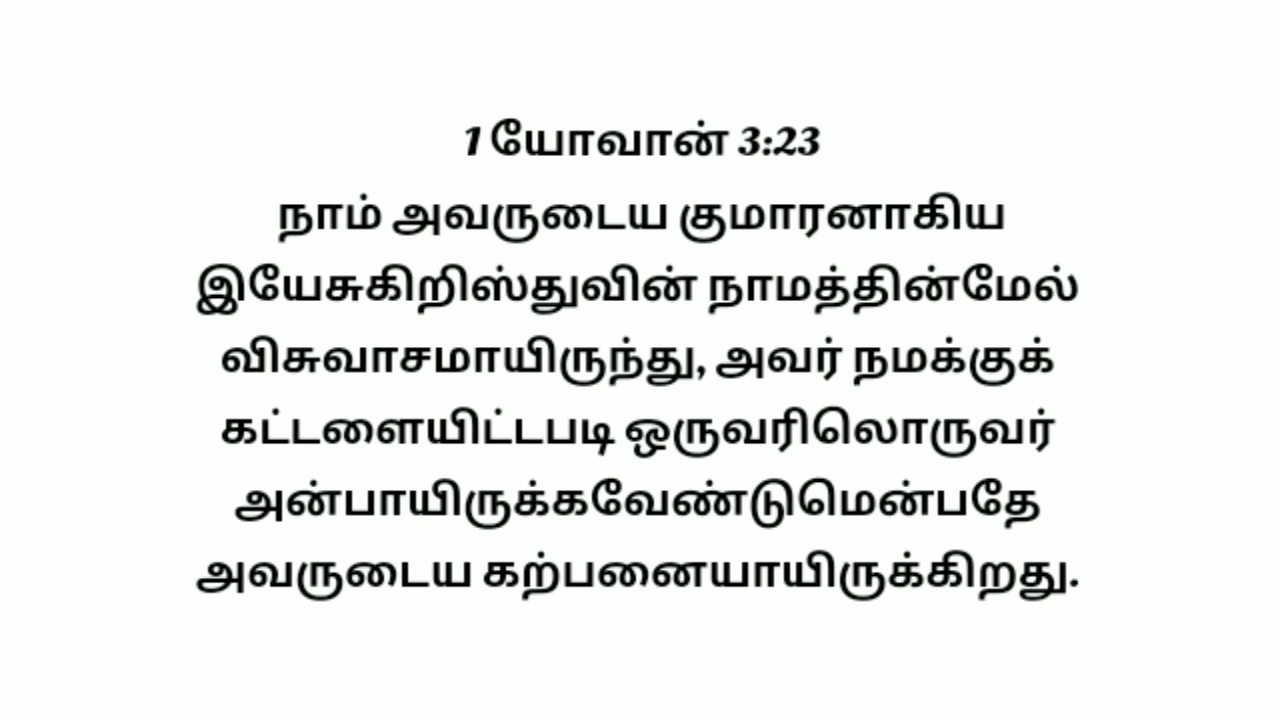 1 யோவான் 3:23
நாம் அவருடைய குமாரனாகிய
இயேசுகிறிஸ்துவின் நாமத்தின்மேல்
விசுவாசமாயிருந்து, அவர் நமக்குக்
கட்டளையிட்டபடி ஒருவரிலொருவர்
அன்பாயிருக்கவேண்டுமென்பதே
அவருடைய கற்பனையாயிருக்கிறது.